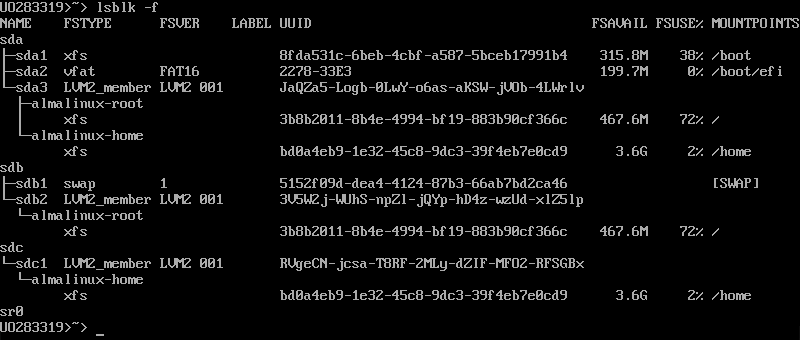 UO283319>~> lsblk -f
NAME   FSTYPE      FSVER    LABEL UUID                                   FSAVAIL FSUSE% MOUNTPOINTS
sda
├─sda1 xfs                        8fda531c-6beb-4cbf-a587-5bceb17991b4    315.8M    38% /boot
├─sda2 vfat        FAT16          2278-33E3                               199.7M     0% /boot/efi
└─sda3 LVM2_member LVM2 001       JaQZa5-Logb-0LwY-o6as-aKSW-jVOb-4LWrlv
  ├─almalinux-root
  │    xfs                        3b8b2011-8b4e-4994-bf19-883b90cf366c    467.6M    72% /
  └─almalinux-home
       xfs                        bd0a4eb9-1e32-45c8-9dc3-39f4eb7e0cd9      3.6G     2% /home
sdb
├─sdb1 swap        1              5152f09d-dea4-4124-87b3-66ab7bd2ca46                  [SWAP]
└─sdb2 LVM2_member LVM2 001       3V5W2j-WUhS-npZl-jQYp-hD4z-wzUd-xlZ5lp
  └─almalinux-root
       xfs                        3b8b2011-8b4e-4994-bf19-883b90cf366c    467.6M    72% /
sdc
└─sdc1 LVM2_member LVM2 001       RVgeCN-jcsa-T8RF-2MLy-dZIF-MFO2-RFSGBx
  └─almalinux-home
       xfs                        bd0a4eb9-1e32-45c8-9dc3-39f4eb7e0cd9      3.6G     2% /home
sr0
UO283319>~> _